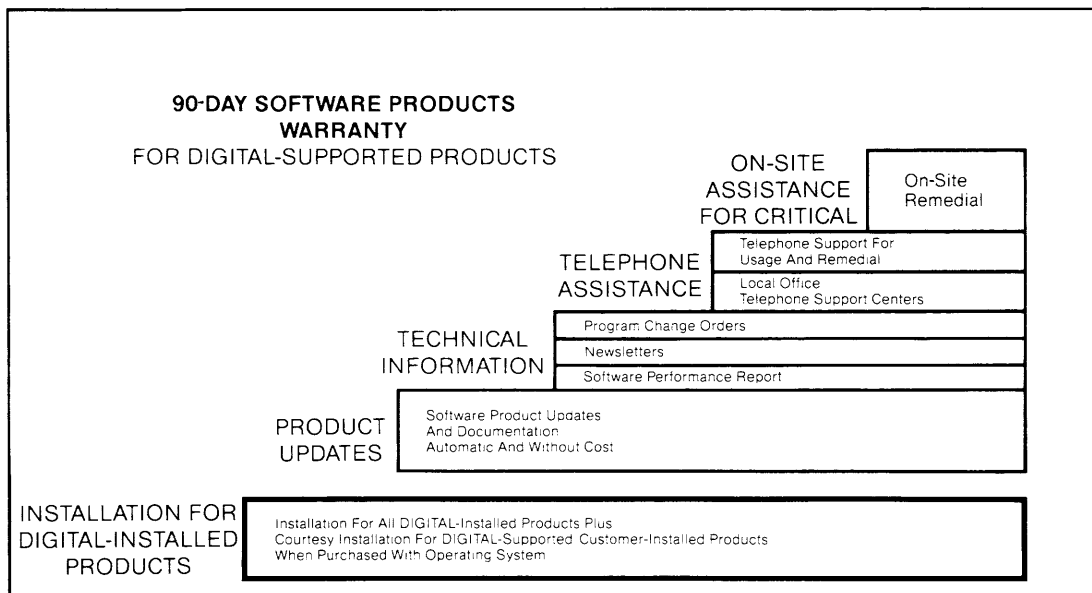 90-DAY SOFTWARE PRODUCTS
WARRANTY
FOR DIGITAL-SUPPORTED PRODUCTS
ON-SITE
ASSISTANCE
FOR CRITICAL
On-Site
Remedial
TELEPHONE
ASSISTANCE
Telephone Support For
Usage And Remedial
Local Office
Telephone Support Centers
TECHNICAL
INFORMATION
Program Change Orders
Newsletters
Software Performance Report
PRODUCT
UPDATES
Software Product Updates
And Documentation
Automatic And Without Cost
INSTALLATION FOR
DIGITAL-INSTALLED
PRODUCTS
Installation For All DIGITAL-Installed Products Plus
Courtesy Installation For DIGITAL-Supported Customer-Installed Products
When Purchased With Operating System